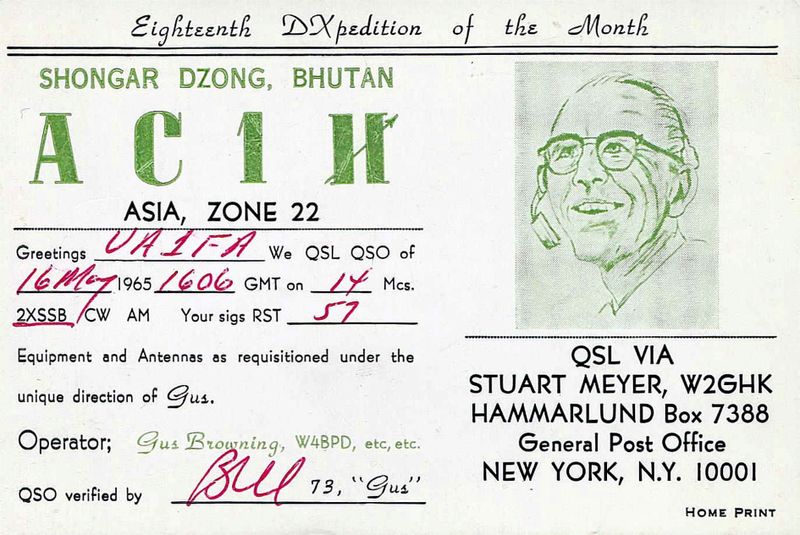 Eighteenth DXpedition of the Month
SHONGAR DZONG, BHUTAN
AC1H
ASIA, ZONE 22
Greetings UA1FA We QSL QSO of
16 May 1965 1606 GMT on 14 Mcs.
2XSSB/CW AM Your sigs RST 57
Equipment and Antennas as requisitioned under the
unique direction of Gus.
Operator; Gus Browning, W4BPD, etc, etc.
QSO verified by 73, "Gus"
QSL VIA
STUART MEYER, W2GHK
HAMMARLUND Box 7388
General Post Office
NEW YORK, N.Y. 10001
HOME PRINT